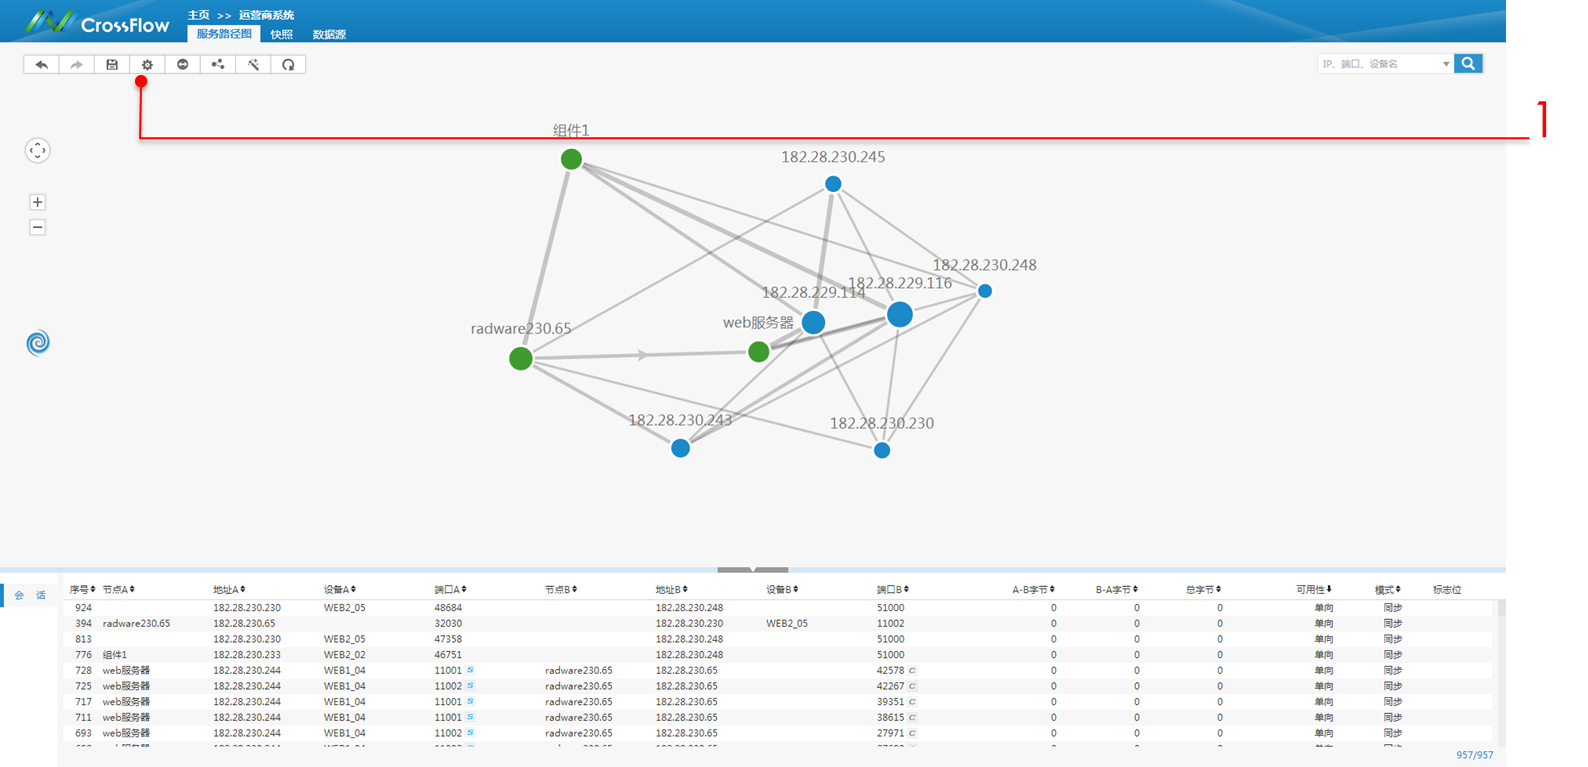 CrossFlow
主页 >> 运营商系统
服务路径图 快照 数据源
IP、端口、设备名
1
组件1
182.28.230.245
182.28.230.248
182.28.229.116
182.28.229.114
web服务器
radware230.65
182.28.230.243
182.28.230.230
会 话
序号 节点A 地址A 设备A 端口A 节点B 地址B 设备B 端口B A-B字节 B-A字节 总字节 可用性 模式 标志位
924 182.28.230.230 WEB2_05 48684 182.28.230.248 51000 0 0 0 单向 同步
394 radware230.65 182.28.230.65 32030 182.28.230.230 WEB2_05 11002 0 0 0 单向 同步
813 182.28.230.230 WEB2_05 47358 182.28.230.248 51000 0 0 0 单向 同步
776 组件1 182.28.230.233 WEB2_02 46751 182.28.230.248 51000 0 0 0 单向 同步
728 web服务器 182.28.230.244 WEB1_04 11001 S radware230.65 182.28.230.65 42578 C 0 0 0 单向 同步
725 web服务器 182.28.230.244 WEB1_04 11002 S radware230.65 182.28.230.65 42267 C 0 0 0 单向 同步
717 web服务器 182.28.230.244 WEB1_04 11001 S radware230.65 182.28.230.65 39351 C 0 0 0 单向 同步
711 web服务器 182.28.230.244 WEB1_04 11001 S radware230.65 182.28.230.65 38615 C 0 0 0 单向 同步
693 web服务器 182.28.230.244 WEB1_04 11002 S radware230.65 182.28.230.65 27971 C 0 0 0 单向 同步
957/957